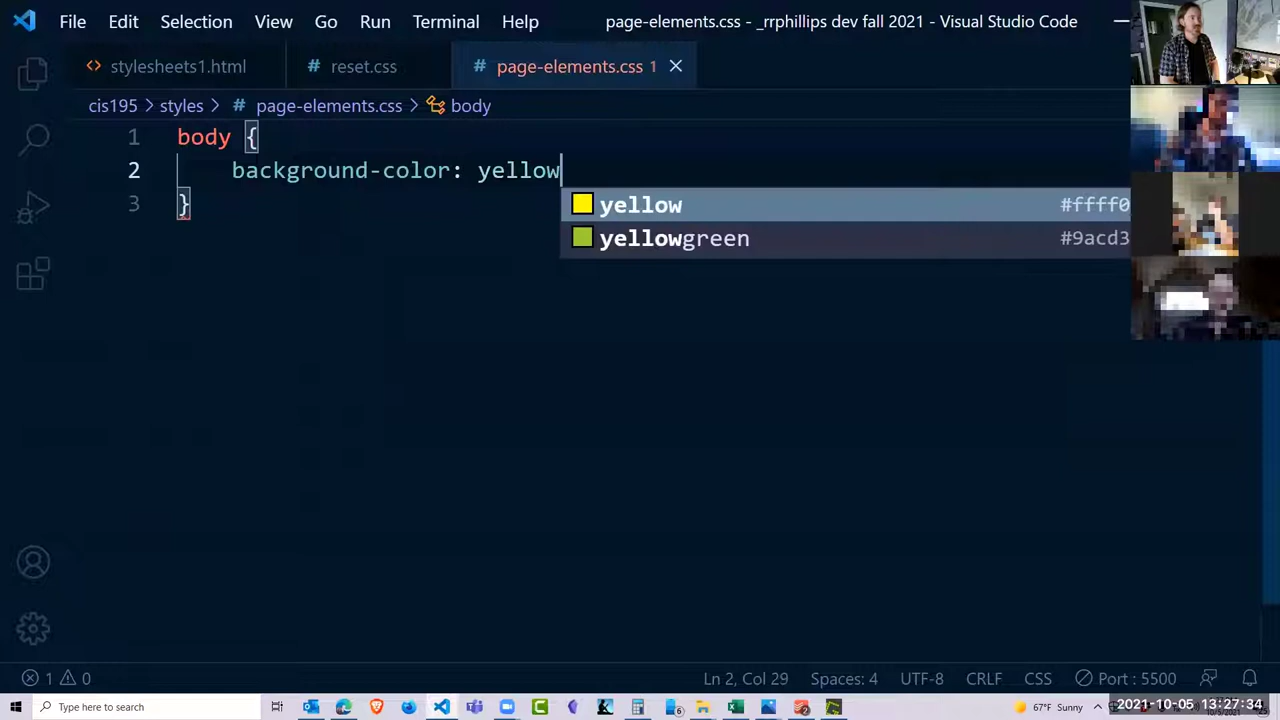 File Edit Selection View Go Run Terminal Help page-elements.css - _rrphillips dev fall 2021 - Visual Studio Code
<> stylesheets1.html # reset.css # page-elements.css 1
cis195 > styles > # page-elements.css > body
1 body {
2 background-color: yellow
3 }
yellow #ffff0
yellowgreen #9acd3
1 0 Ln 2, Col 29 Spaces: 4 UTF-8 CRLF CSS Port : 5500
Type here to search 67°F Sunny 2021-10-05 13:27:34